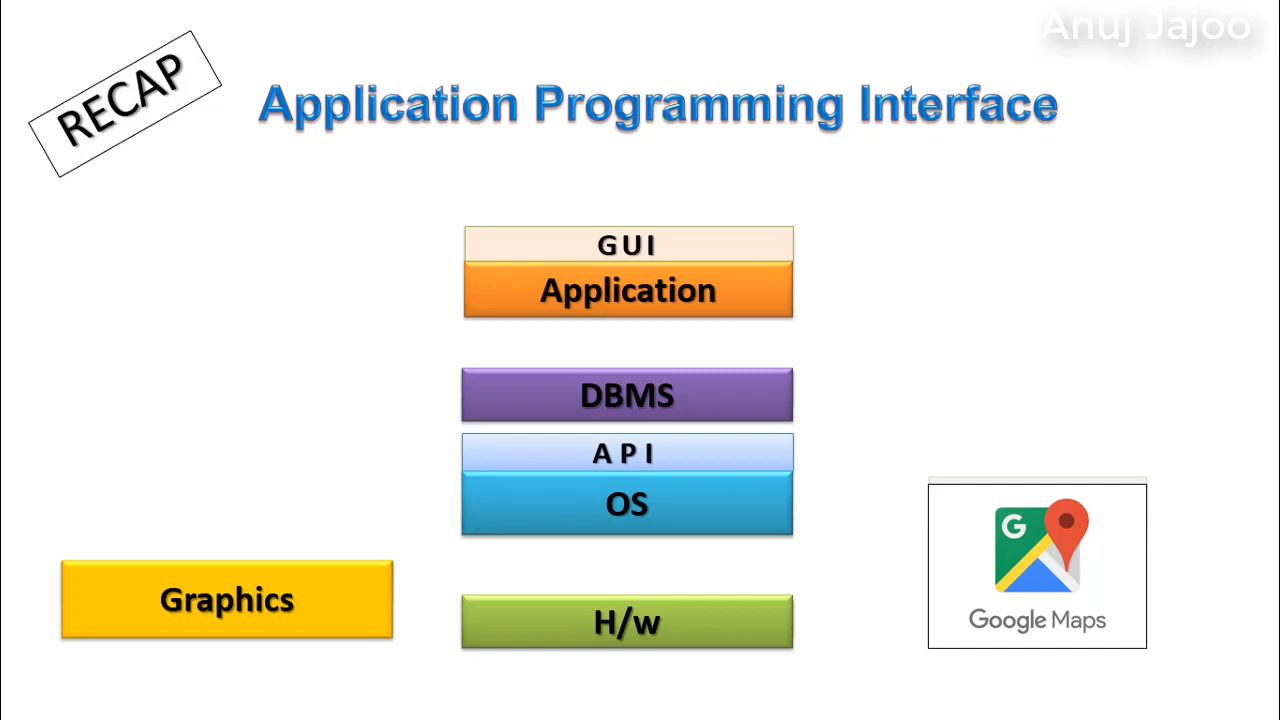 Anuj Jajoo
RECAP
Application Programming Interface
GUI
Application
DBMS
API
OS
G
Google Maps
Graphics
H/w